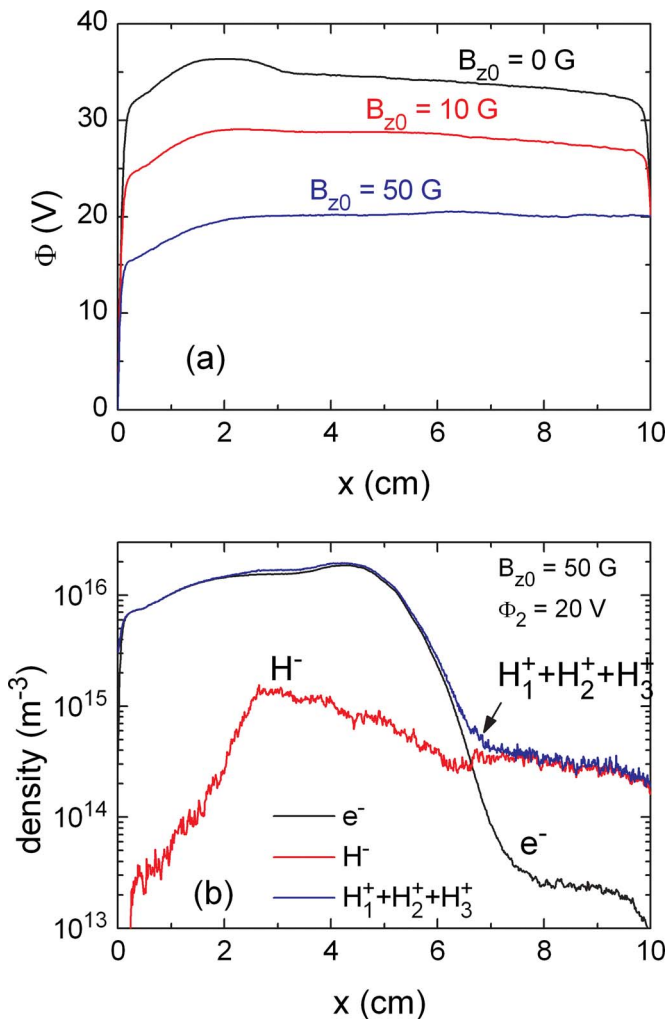 40
B_z0 = 0 G
30
B_z0 = 10 G
B_z0 = 50 G
20
Φ (V)
10
(a)
0
0 2 4 6 8 10
x (cm)
B_z0 = 50 G
10^16
Φ_2 = 20 V
H^-
H_1^+ + H_2^+ + H_3^+
10^15
density (m^-3)
10^14
e^-
H^-
e^-
(b)
H_1^+ + H_2^+ + H_3^+
10^13
0 2 4 6 8 10
x (cm)